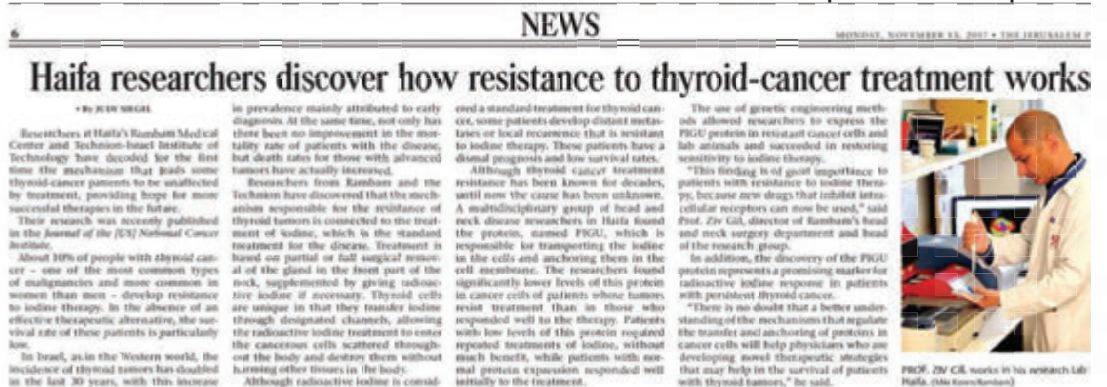 6
NEWS
MONDAY, NOVEMBER 13, 2017 • THE JERUSALEM P
Haifa researchers discover how resistance to thyroid-cancer treatment works
• By JUDY SIEGEL
Researchers at Haifa's Rambam Medical
Center and Technion-Israel Institute of
Technology have decoded for the first
time the mechanism that leads some
thyroid-cancer patients to be unaffected
by treatment, providing hope for more
successful therapies in the future.
Their research was recently published
in the Journal of the [US] National Cancer
Institute.
About 10% of people with thyroid can-
cer – one of the most common types
of malignancies and more common in
women than men – develop resistance
to iodine therapy. In the absence of an
effective therapeutic alternative, the sur-
vival rate of these patients is particularly
low.
In Israel, as in the Western world, the
incidence of thyroid tumors has doubled
in the last 30 years, with this increase
in prevalence mainly attributed to early
diagnosis. At the same time, not only has
there been no improvement in the mor-
tality rate of patients with the disease,
but death rates for those with advanced
tumors have actually increased.
Researchers from Rambam and the
Technion have discovered that the mech-
anism responsible for the resistance of
thyroid tumors is connected to the treat-
ment of iodine, which is the standard
treatment for the disease. Treatment is
based on partial or full surgical remov-
al of the gland in the front part of the
neck, supplemented by giving radioac-
tive iodine if necessary. Thyroid cells
are unique in that they transfer iodine
through designated channels, allowing
the radioactive iodine treatment to enter
the cancerous cells scattered through-
out the body and destroy them without
harming other tissues in the body.
Although radioactive iodine is consid-
ered a standard treatment for thyroid can-
cer, some patients develop distant metas-
tases or local recurrence that is resistant
to iodine therapy. These patients have a
dismal prognosis and low survival rates.
Although thyroid cancer treatment
resistance has been known for decades,
until now the cause has been unknown.
A multidisciplinary group of head and
neck disease researchers in Haifa found
the protein, named PIGU, which is
responsible for transporting the iodine
in the cells and anchoring them in the
cell membrane. The researchers found
significantly lower levels of this protein
in cancer cells of patients whose tumors
resist treatment than in those who
responded well to the therapy. Patients
with low levels of this protein required
repeated treatments of iodine, without
much benefit, while patients with nor-
mal protein expression responded well
initially to the treatment.
The use of genetic engineering meth-
ods allowed researchers to express the
PIGU protein in resistant cancer cells and
lab animals and succeeded in restoring
sensitivity to iodine therapy.
"This finding is of great importance to
patients with resistance to iodine thera-
py, because new drugs that inhibit intra-
cellular receptors can now be used," said
Prof. Ziv Gil, director of Rambam's head
and neck surgery department and head
of the research group.
In addition, the discovery of the PIGU
protein represents a promising marker for
radioactive iodine response in patients
with persistent thyroid cancer.
"There is no doubt that a better under-
standing of the mechanisms that regulate
the transfer and anchoring of proteins in
cancer cells will help physicians who are
developing novel therapeutic strategies
that may help in the survival of patients
with thyroid tumors," he said.
PROF. ZIV GIL works in his research lab
Haifa.